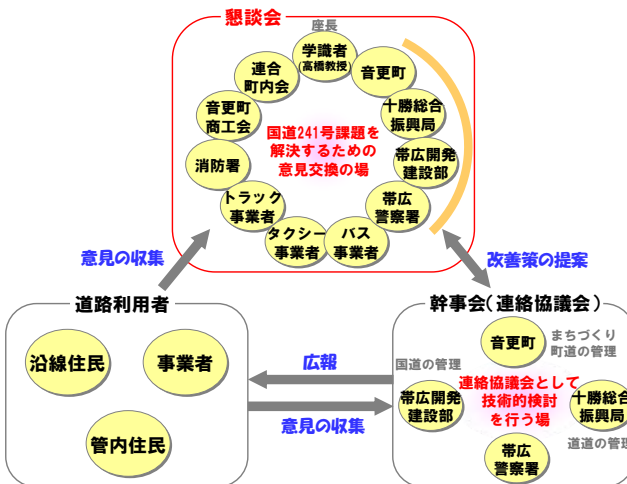 懇談会
座長
学識者
(高橋教授)
音更町
十勝総合
振興局
帯広開発
建設部
帯広
警察署
バス
事業者
タクシー
事業者
トラック
事業者
消防署
音更町
商工会
連合
町内会
国道241号課題を
解決するための
意見交換の場
意見の収集
改善策の提案
道路利用者
沿線住民
事業者
管内住民
広報
意見の収集
幹事会(連絡協議会)
音更町
まちづくり
町道の管理
国道の管理
帯広開発
建設部
連絡協議会として
技術的検討
を行う場
十勝総合
振興局
道道の管理
帯広
警察署